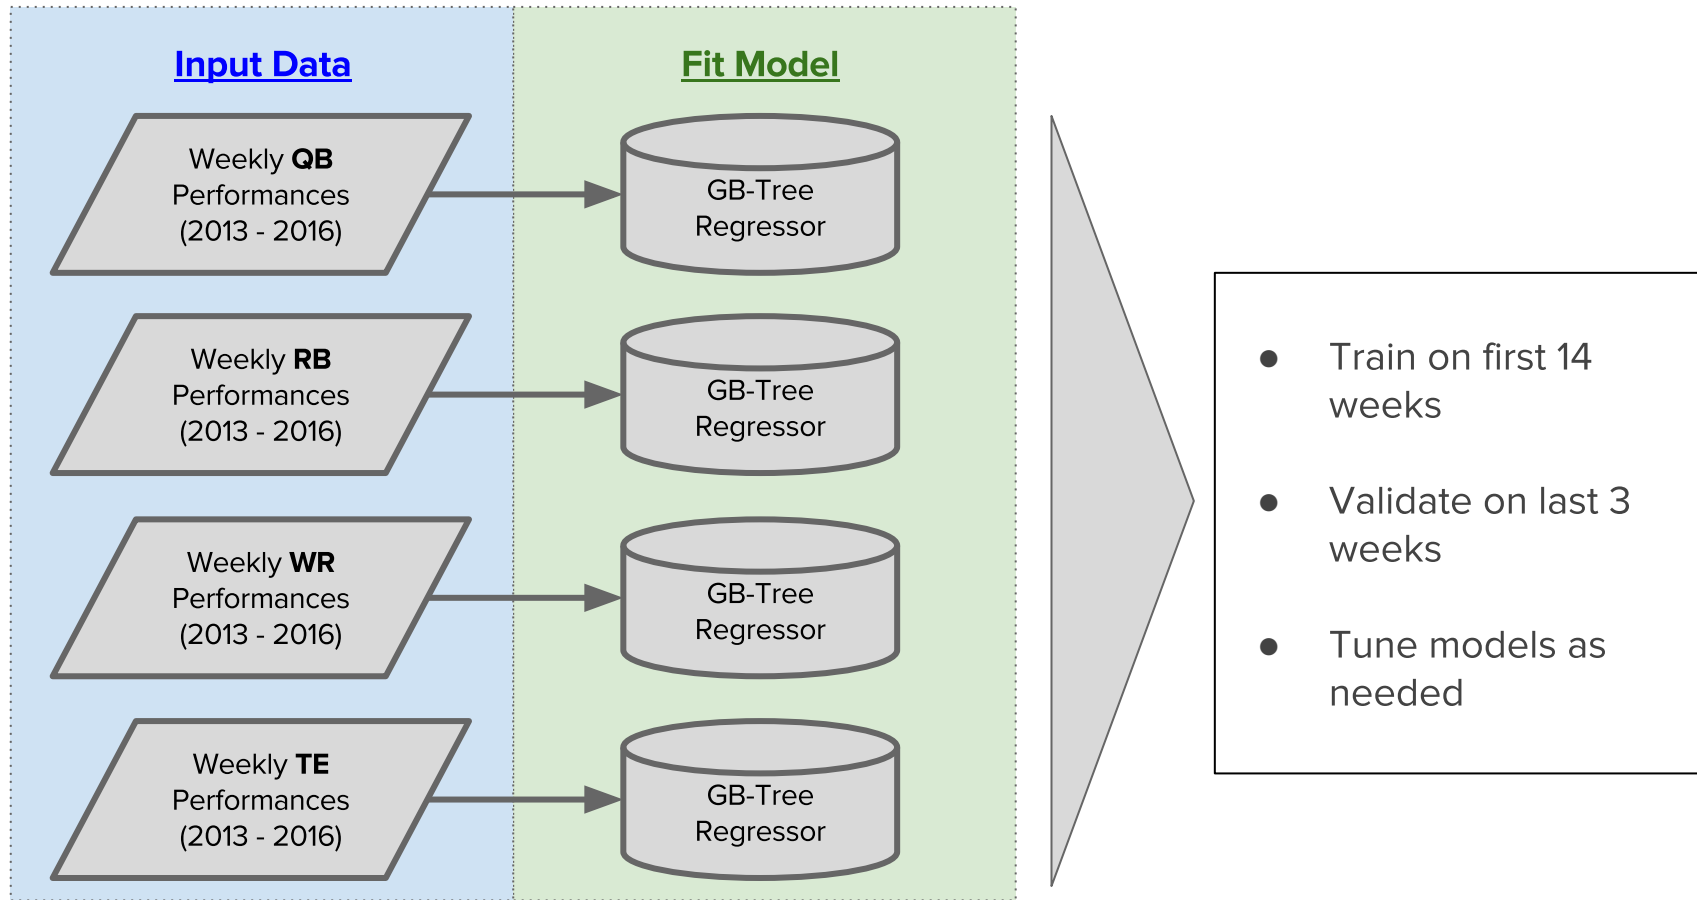 Input Data
Fit Model
Weekly QB
Performances
(2013 - 2016)
GB-Tree
Regressor
Weekly RB
Performances
(2013 - 2016)
GB-Tree
Regressor
Weekly WR
Performances
(2013 - 2016)
GB-Tree
Regressor
Weekly TE
Performances
(2013 - 2016)
GB-Tree
Regressor
● Train on first 14
weeks
● Validate on last 3
weeks
● Tune models as
needed